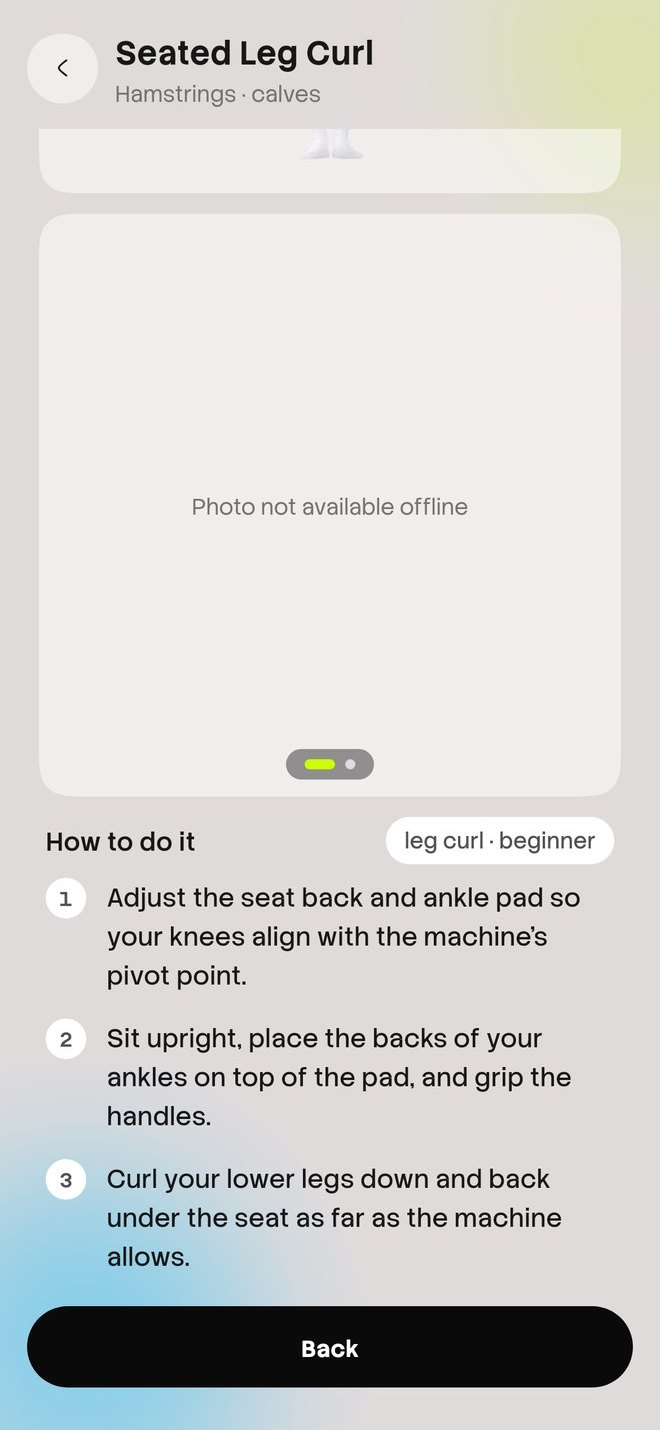 Seated Leg Curl
Hamstrings · calves
Photo not available offline
How to do it
leg curl · beginner
1
Adjust the seat back and ankle pad so
your knees align with the machine’s
pivot point.
2
Sit upright, place the backs of your
ankles on top of the pad, and grip the
handles.
3
Curl your lower legs down and back
under the seat as far as the machine
allows.
Back